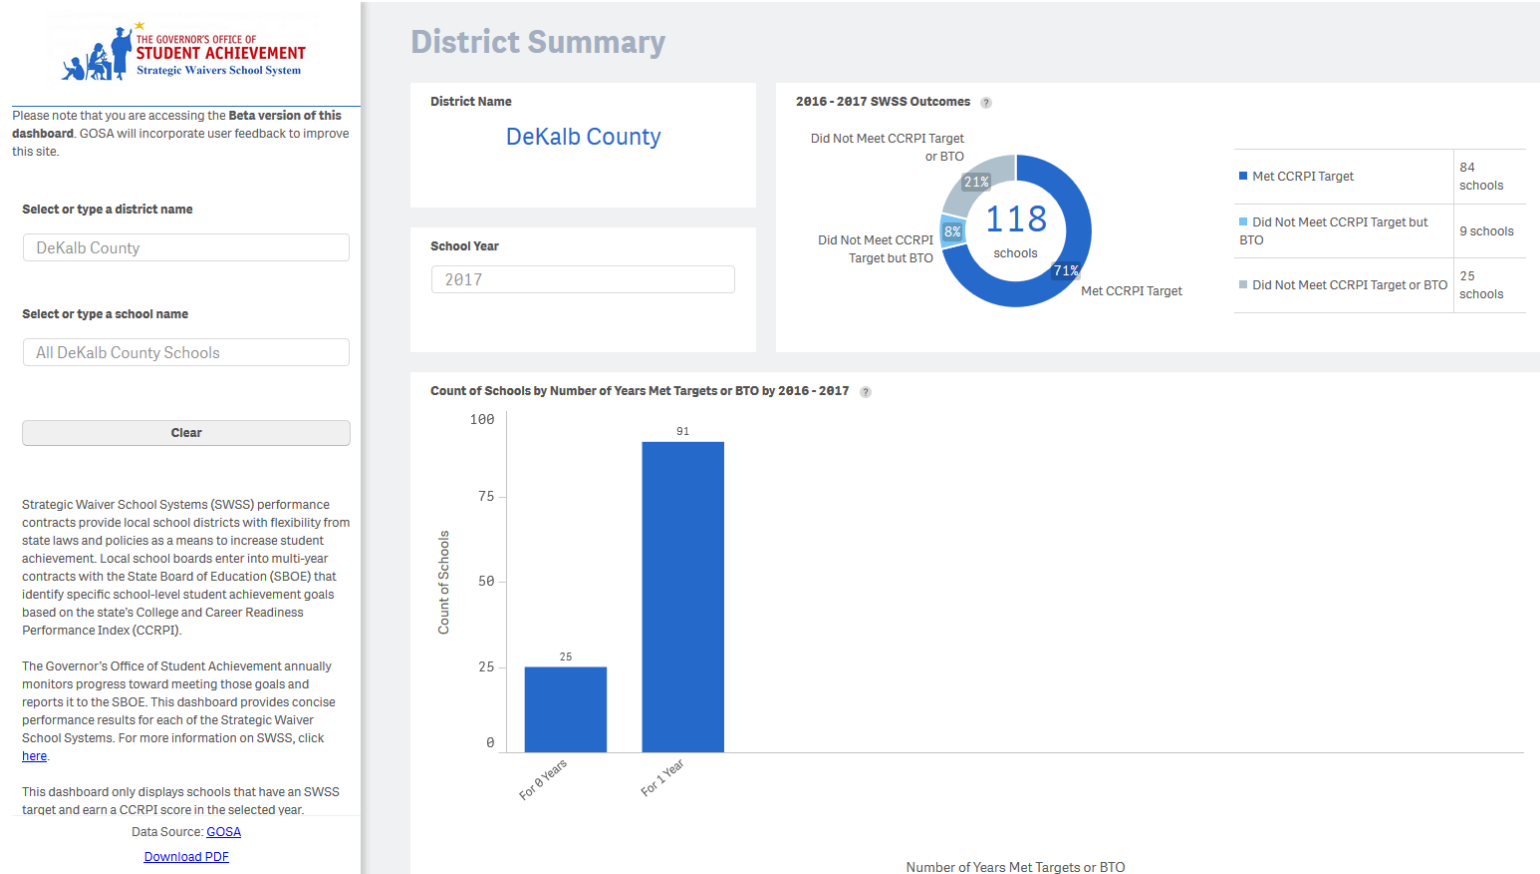 THE GOVERNOR'S OFFICE OF
STUDENT ACHIEVEMENT
Strategic Waivers School System
Please note that you are accessing the Beta version of this
dashboard. GOSA will incorporate user feedback to improve
this site.
Select or type a district name
DeKalb County
Select or type a school name
All DeKalb County Schools
Clear
Strategic Waiver School Systems (SWSS) performance
contracts provide local school districts with flexibility from
state laws and policies as a means to increase student
achievement. Local school boards enter into multi-year
contracts with the State Board of Education (SBOE) that
identify specific school-level student achievement goals
based on the state's College and Career Readiness
Performance Index (CCRPI).
The Governor's Office of Student Achievement annually
monitors progress toward meeting those goals and
reports it to the SBOE. This dashboard provides concise
performance results for each of the Strategic Waiver
School Systems. For more information on SWSS, click
here.
This dashboard only displays schools that have an SWSS
target and earn a CCRPI score in the selected year.
Data Source: GOSA
Download PDF
District Summary
District Name
DeKalb County
School Year
2017
2016 - 2017 SWSS Outcomes ?
Did Not Meet CCRPI Target
or BTO
21%
Did Not Meet CCRPI
Target but BTO
8%
118
schools
71%
Met CCRPI Target
Met CCRPI Target 84
schools
Did Not Meet CCRPI Target but
BTO 9 schools
Did Not Meet CCRPI Target or BTO 25
schools
Count of Schools by Number of Years Met Targets or BTO by 2016 - 2017 ?
100
75
50
25
0
Count of Schools
25
91
For 0 Years
For 1 Year
Number of Years Met Targets or BTO